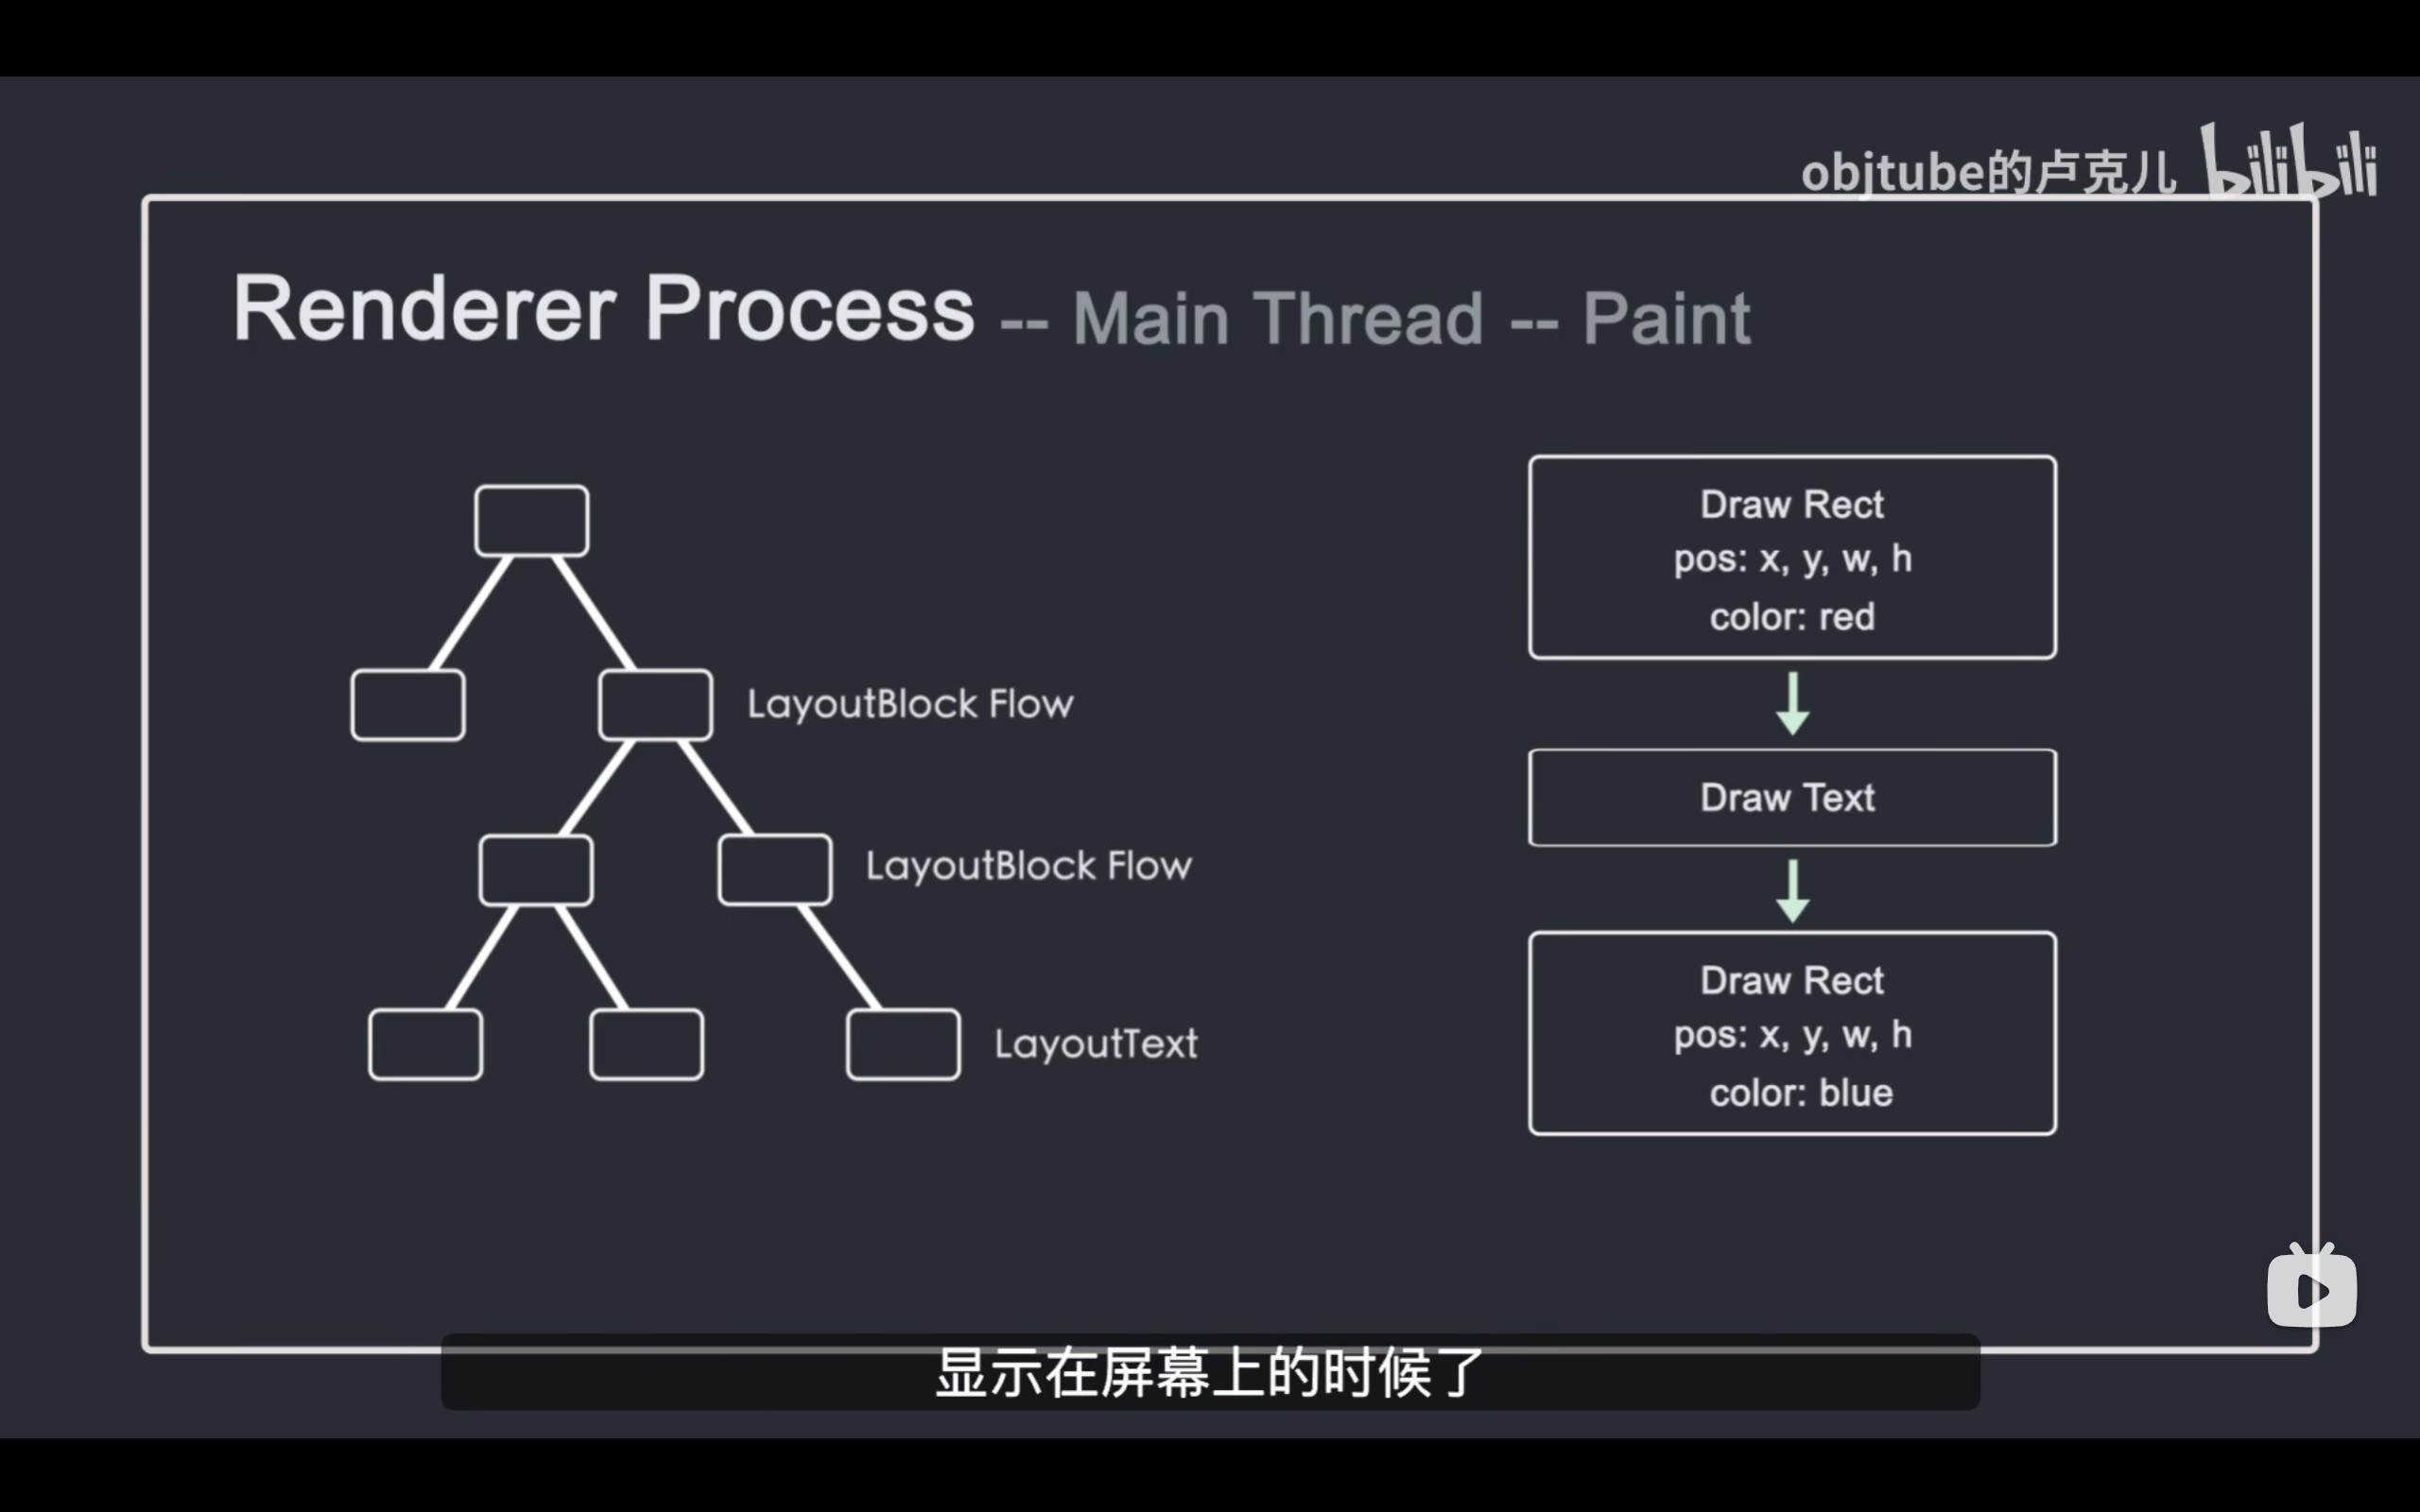 objtube的卢克儿 bilibili
Renderer Process -- Main Thread -- Paint
LayoutBlock Flow
LayoutBlock Flow
LayoutText
Draw Rect
pos: x, y, w, h
color: red
Draw Text
Draw Rect
pos: x, y, w, h
color: blue
显示在屏幕上的时候了